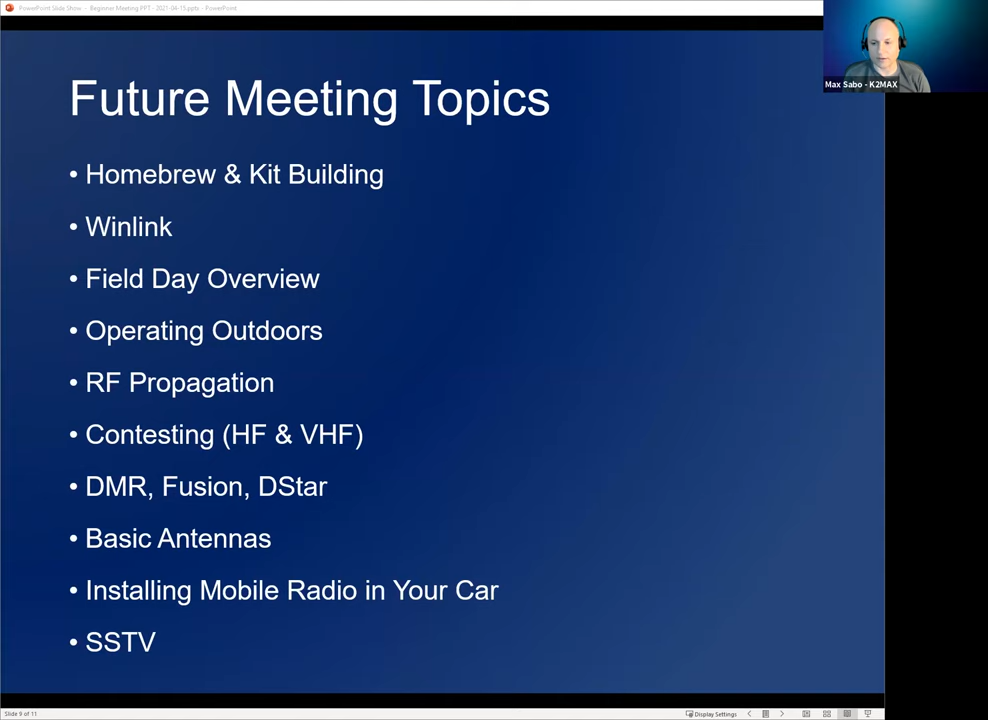 PowerPoint Slide Show - Beginner Meeting PPT - 2021-04-15.pptx - PowerPoint
Max Sabo - K2MAX
Future Meeting Topics
• Homebrew & Kit Building
• Winlink
• Field Day Overview
• Operating Outdoors
• RF Propagation
• Contesting (HF & VHF)
• DMR, Fusion, DStar
• Basic Antennas
• Installing Mobile Radio in Your Car
• SSTV
Slide 9 of 11
Display Settings